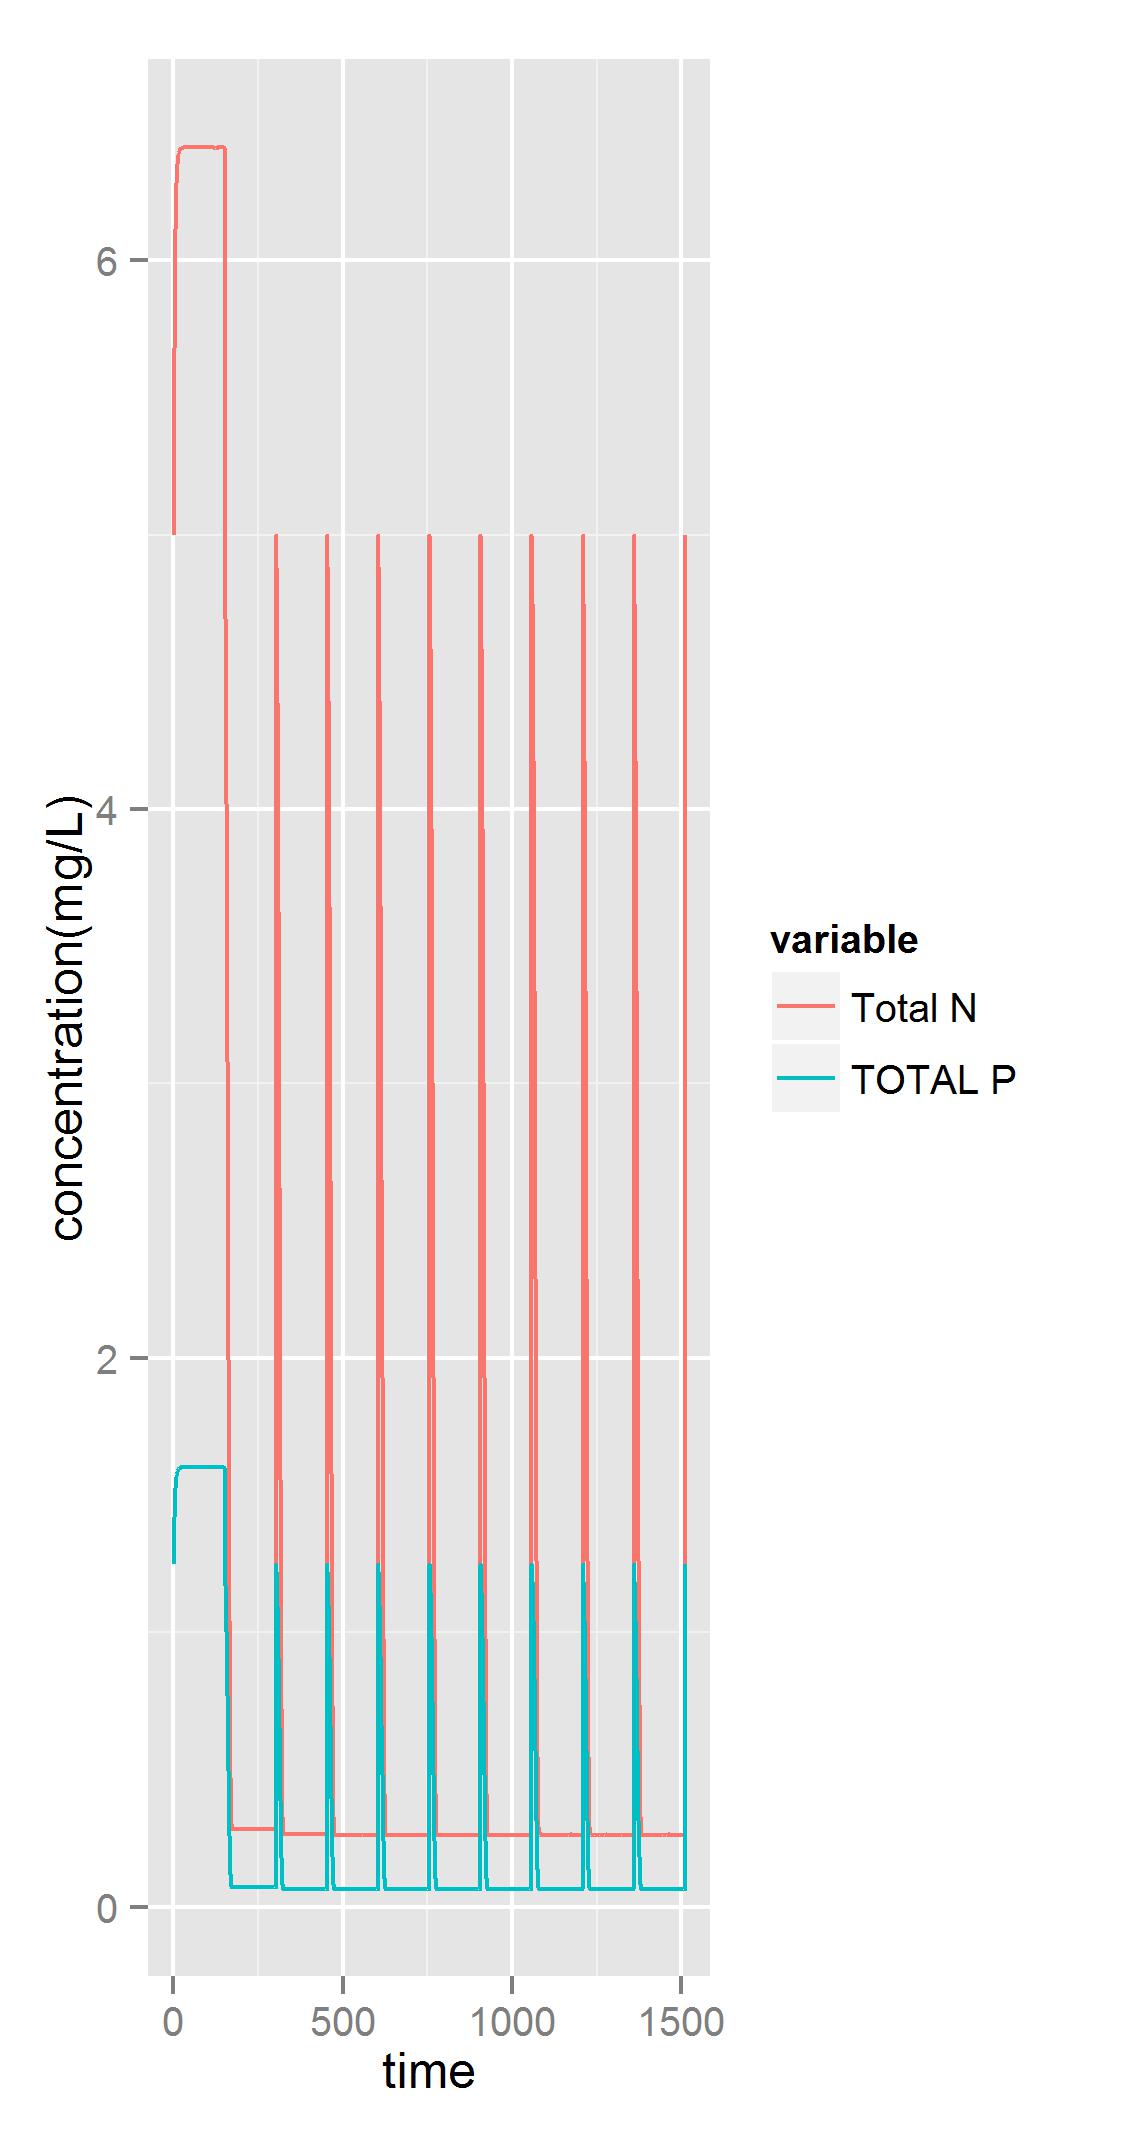 concentration(mg/L)
6
4
2
0
0 500 1000 1500
time
variable
Total N
TOTAL P